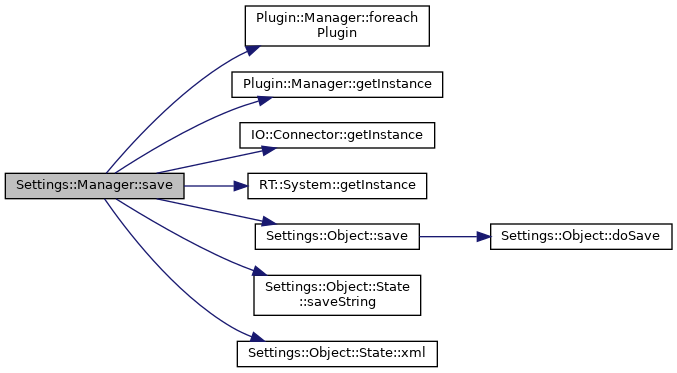 Plugin::Manager::foreach
Plugin
Plugin::Manager::getInstance
IO::Connector::getInstance
Settings::Manager::save
RT::System::getInstance
Settings::Object::save
Settings::Object::doSave
Settings::Object::State
::saveString
Settings::Object::State::xml